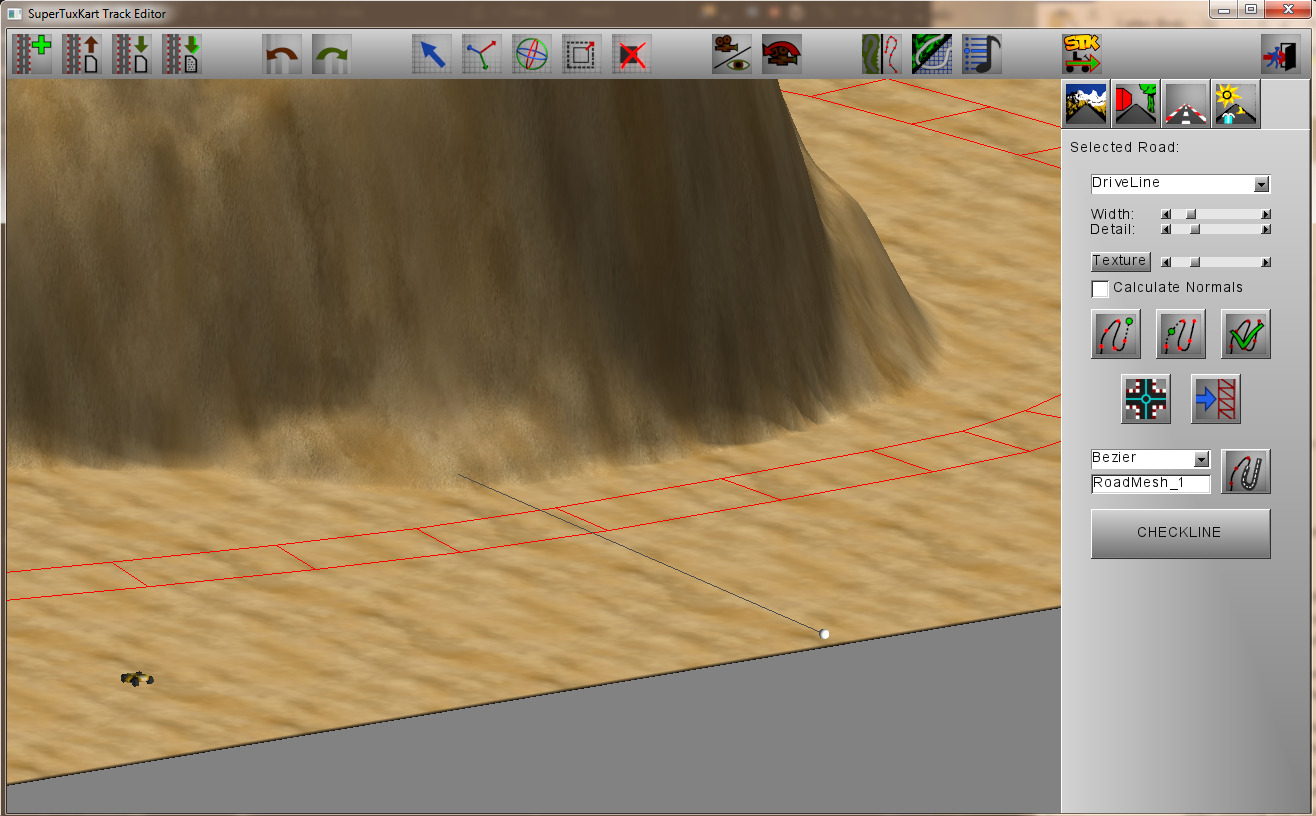 SuperTuxKart Track Editor
STK
Selected Road:
DriveLine
Width:
Detail:
Texture
Calculate Normals
Bezier
RoadMesh_1
CHECKLINE